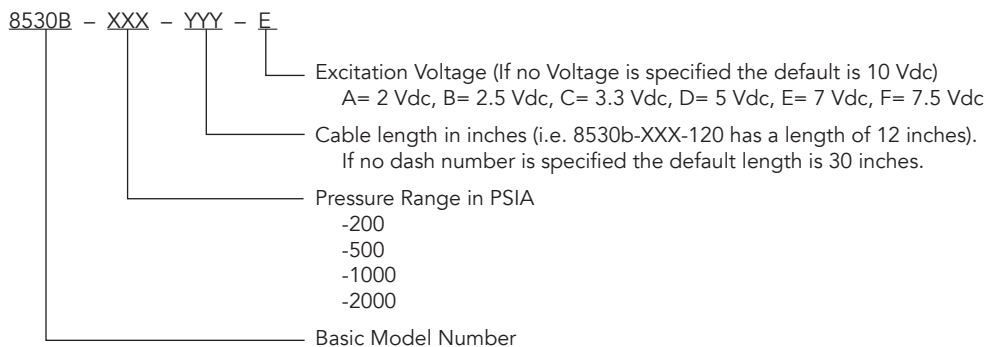 8530B – XXX – YYY – E
Excitation Voltage (If no Voltage is specified the default is 10 Vdc)
A= 2 Vdc, B= 2.5 Vdc, C= 3.3 Vdc, D= 5 Vdc, E= 7 Vdc, F= 7.5 Vdc
Cable length in inches (i.e. 8530b-XXX-120 has a length of 12 inches).
If no dash number is specified the default length is 30 inches.
Pressure Range in PSIA
-200
-500
-1000
-2000
Basic Model Number